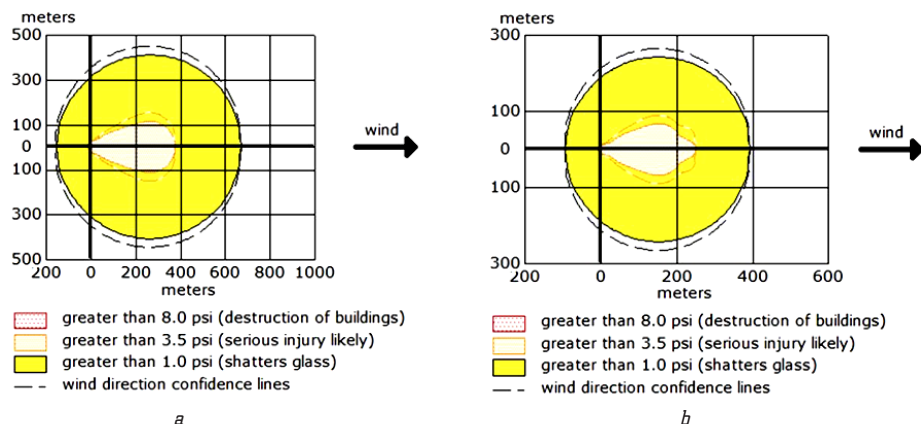 meters
500
300
100
0
100
300
500
200 0 200 400 600 800 1000
meters
wind
greater than 8.0 psi (destruction of buildings)
greater than 3.5 psi (serious injury likely)
greater than 1.0 psi (shatters glass)
wind direction confidence lines
a
meters
300
100
0
100
300
200 0 200 400 600
meters
wind
greater than 8.0 psi (destruction of buildings)
greater than 3.5 psi (serious injury likely)
greater than 1.0 psi (shatters glass)
wind direction confidence lines
b